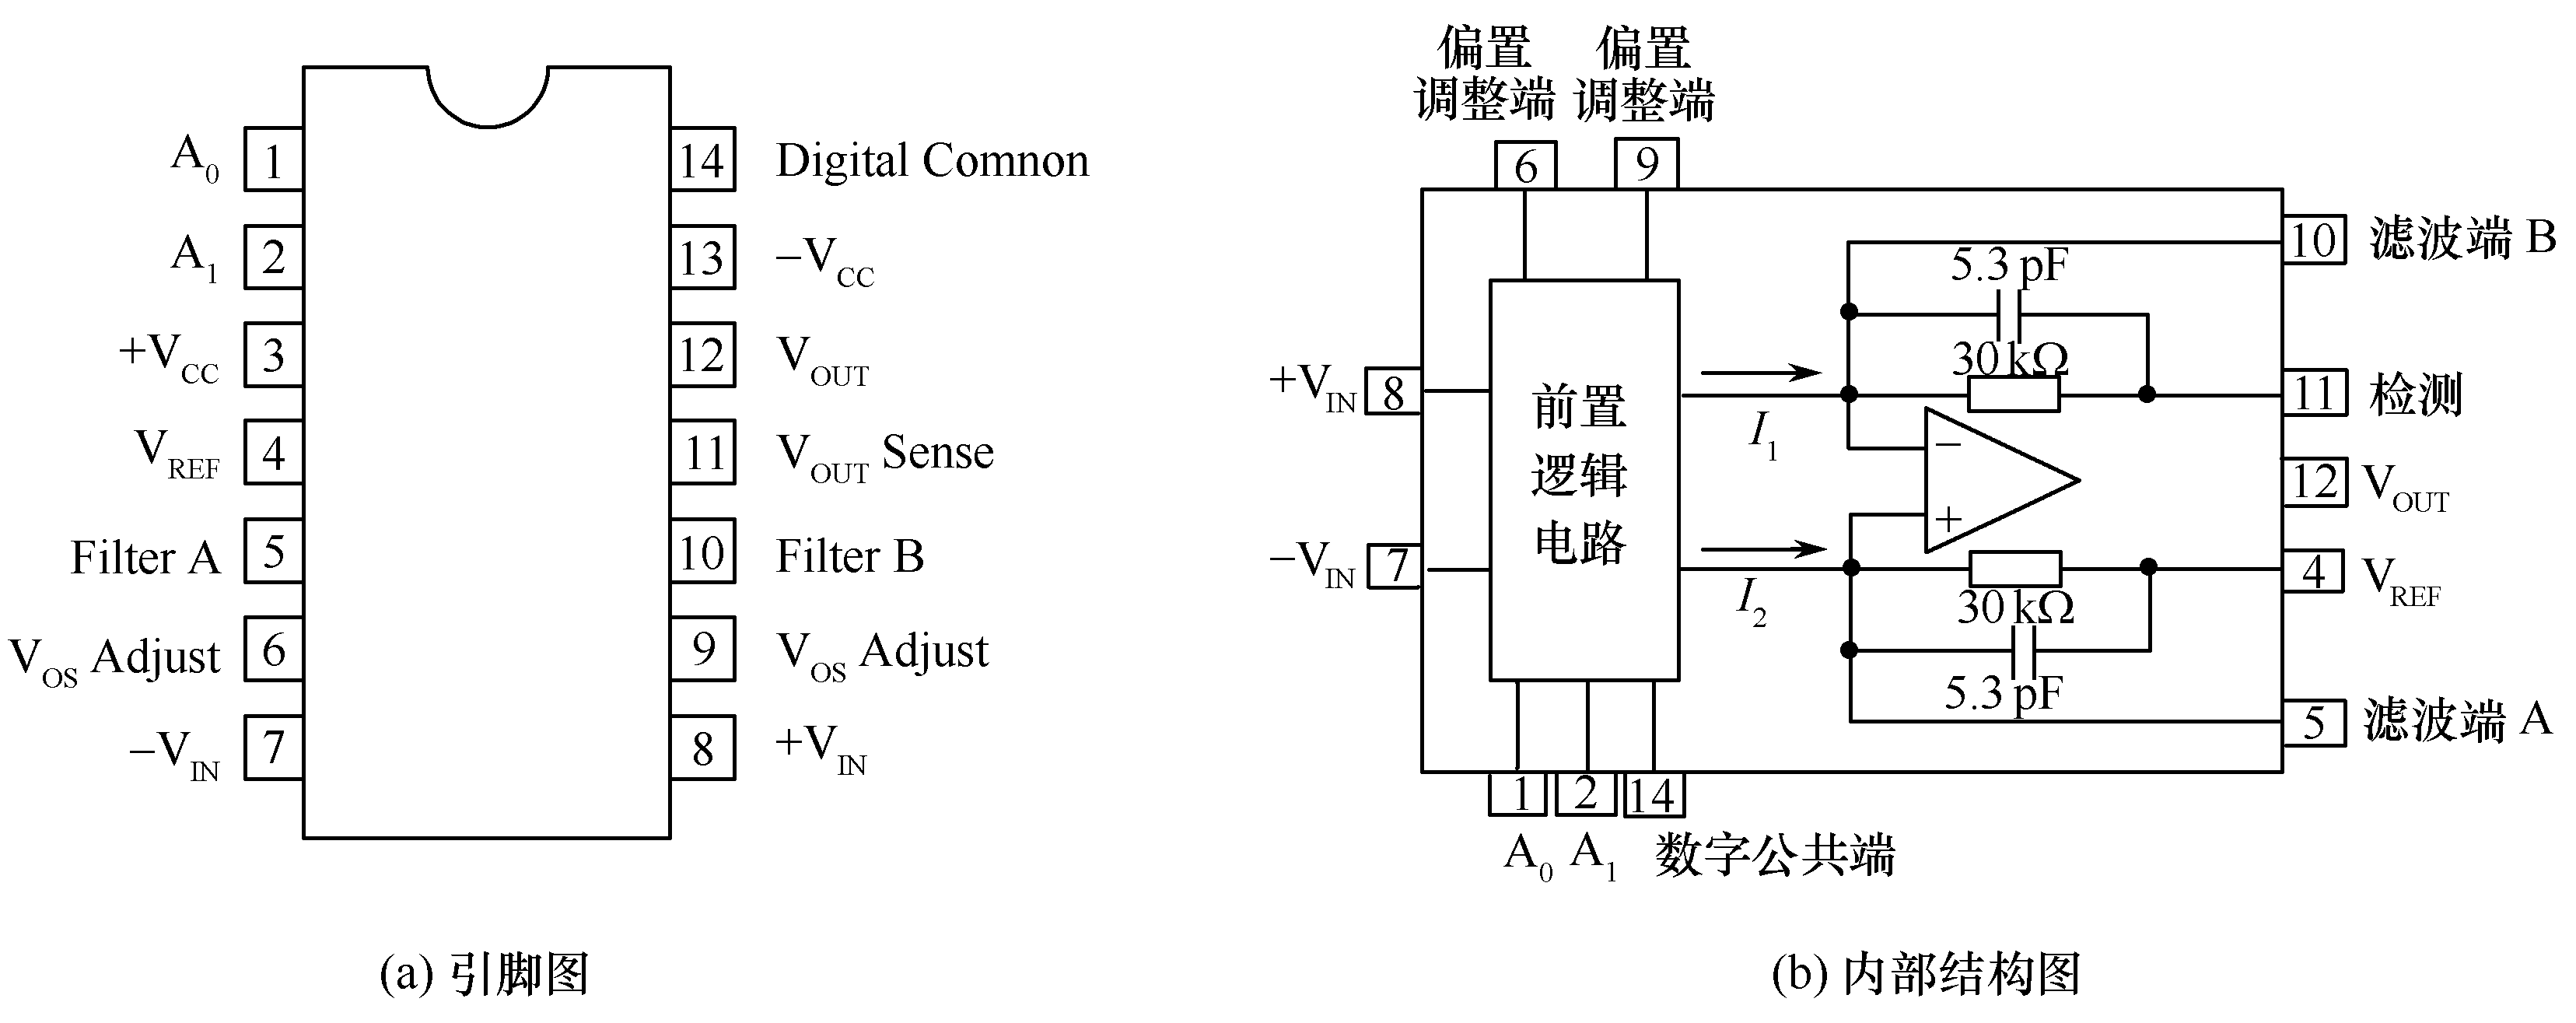 A0 1
14 Digital Comnon
A1 2
13 −VCC
+VCC 3
12 VOUT
VREF 4
11 VOUT Sense
Filter A 5
10 Filter B
VOS Adjust 6
9 VOS Adjust
−VIN 7
8 +VIN
(a) 引脚图
偏置
调整端
偏置
调整端
6
9
10 滤波端 B
5.3 pF
30 kΩ
+VIN 8
11 检测
前置
逻辑
电路
I1
−
+
12 VOUT
−VIN 7
4 VREF
I2
30 kΩ
5.3 pF
5 滤波端 A
1
2
14
A0
A1
数字公共端
(b) 内部结构图